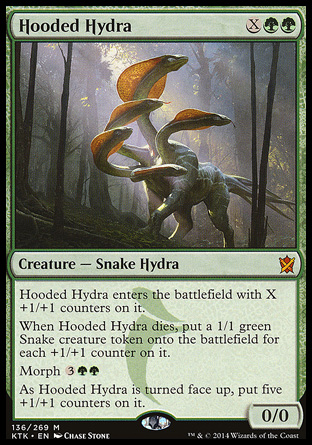 Hooded Hydra X
Creature — Snake Hydra
Hooded Hydra enters the battlefield with X
+1/+1 counters on it.
When Hooded Hydra dies, put a 1/1 green
Snake creature token onto the battlefield for
each +1/+1 counter on it.
Morph 3
As Hooded Hydra is turned face up, put five
+1/+1 counters on it.
0/0
136/269 M
KTK • EN CHASE STONE
™ & © 2014 Wizards of the Coast